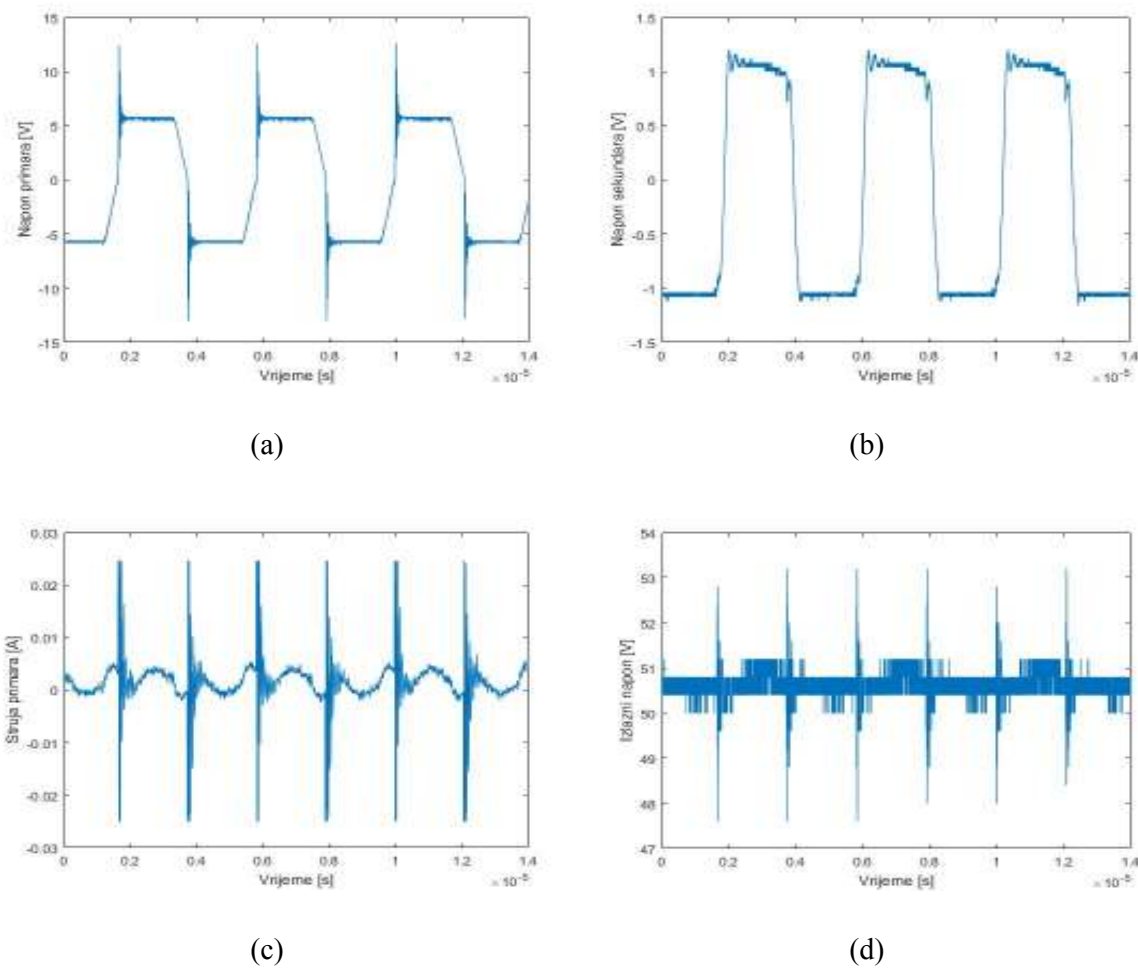 15
10
5
0
-5
-10
-15
Napon primara [V]
0 0.2 0.4 0.6 0.8 1 1.2 1.4
Vrijeme [s]
× 10-5
(a)
1.5
1
0.5
0
-0.5
-1
-1.5
Napon sekundara [V]
0 0.2 0.4 0.6 0.8 1 1.2 1.4
Vrijeme [s]
× 10-5
(b)
0.03
0.02
0.01
0
-0.01
-0.02
-0.03
Struja primara [A]
0 0.2 0.4 0.6 0.8 1 1.2 1.4
Vrijeme [s]
× 10-5
(c)
54
53
52
51
50
49
48
47
Izlazni napon [V]
0 0.2 0.4 0.6 0.8 1 1.2 1.4
Vrijeme [s]
× 10-5
(d)